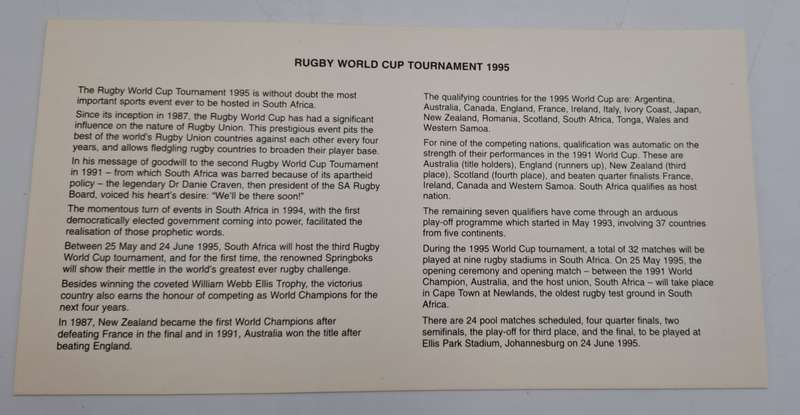 RUGBY WORLD CUP TOURNAMENT 1995
The Rugby World Cup Tournament 1995 is without doubt the most
important sports event ever to be hosted in South Africa.
Since its inception in 1987, the Rugby World Cup has had a significant
influence on the nature of Rugby Union. This prestigious event pits the
best of the world's Rugby Union countries against each other every four
years, and allows fledgling rugby countries to broaden their player base.
In his message of goodwill to the second Rugby World Cup Tournament
in 1991 – from which South Africa was barred because of its apartheid
policy – the legendary Dr Danie Craven, then president of the SA Rugby
Board, voiced his heart's desire: "We'll be there soon!"
The momentous turn of events in South Africa in 1994, with the first
democratically elected government coming into power, facilitated the
realisation of those prophetic words.
Between 25 May and 24 June 1995, South Africa will host the third Rugby
World Cup tournament, and for the first time, the renowned Springboks
will show their mettle in the world's greatest ever rugby challenge.
Besides winning the coveted William Webb Ellis Trophy, the victorius
country also earns the honour of competing as World Champions for the
next four years.
In 1987, New Zealand became the first World Champions after
defeating France in the final and in 1991, Australia won the title after
beating England.
The qualifying countries for the 1995 World Cup are: Argentina,
Australia, Canada, England, France, Ireland, Italy, Ivory Coast, Japan,
New Zealand, Romania, Scotland, South Africa, Tonga, Wales and
Western Samoa.
For nine of the competing nations, qualification was automatic on the
strength of their performances in the 1991 World Cup. These are
Australia (title holders), England (runners up), New Zealand (third
place), Scotland (fourth place), and beaten quarter finalists France,
Ireland, Canada and Western Samoa. South Africa qualifies as host
nation.
The remaining seven qualifiers have come through an arduous
play-off programme which started in May 1993, involving 37 countries
from five continents.
During the 1995 World Cup tournament, a total of 32 matches will be
played at nine rugby stadiums in South Africa. On 25 May 1995, the
opening ceremony and opening match – between the 1991 World
Champion, Australia, and the host union, South Africa – will take place
in Cape Town at Newlands, the oldest rugby test ground in South
Africa.
There are 24 pool matches scheduled, four quarter finals, two
semifinals, the play-off for third place, and the final, to be played at
Ellis Park Stadium, Johannesburg on 24 June 1995.